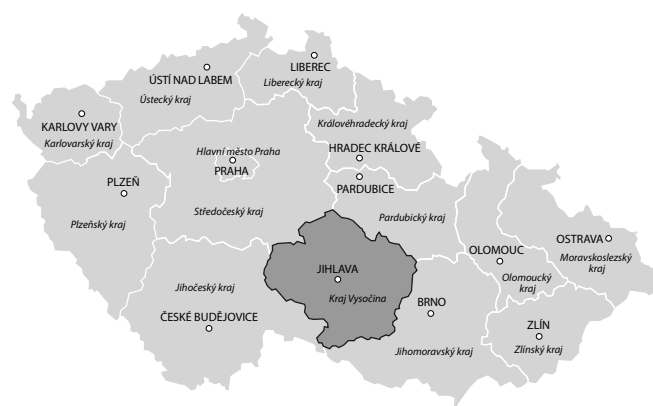 LIBEREC
Liberecký kraj
ÚSTÍ NAD LABEM
Ústecký kraj
KARLOVY VARY
Karlovarský kraj
Královéhradecký kraj
HRADEC KRÁLOVÉ
Hlavní město Praha
PRAHA
PLZEŇ
PARDUBICE
Plzeňský kraj
Středočeský kraj
Pardubický kraj
OSTRAVA
Moravskoslezský
kraj
OLOMOUC
Olomoucký
kraj
JIHLAVA
Kraj Vysočina
Jihočeský kraj
ČESKÉ BUDĚJOVICE
BRNO
Jihomoravský kraj
ZLÍN
Zlínský kraj